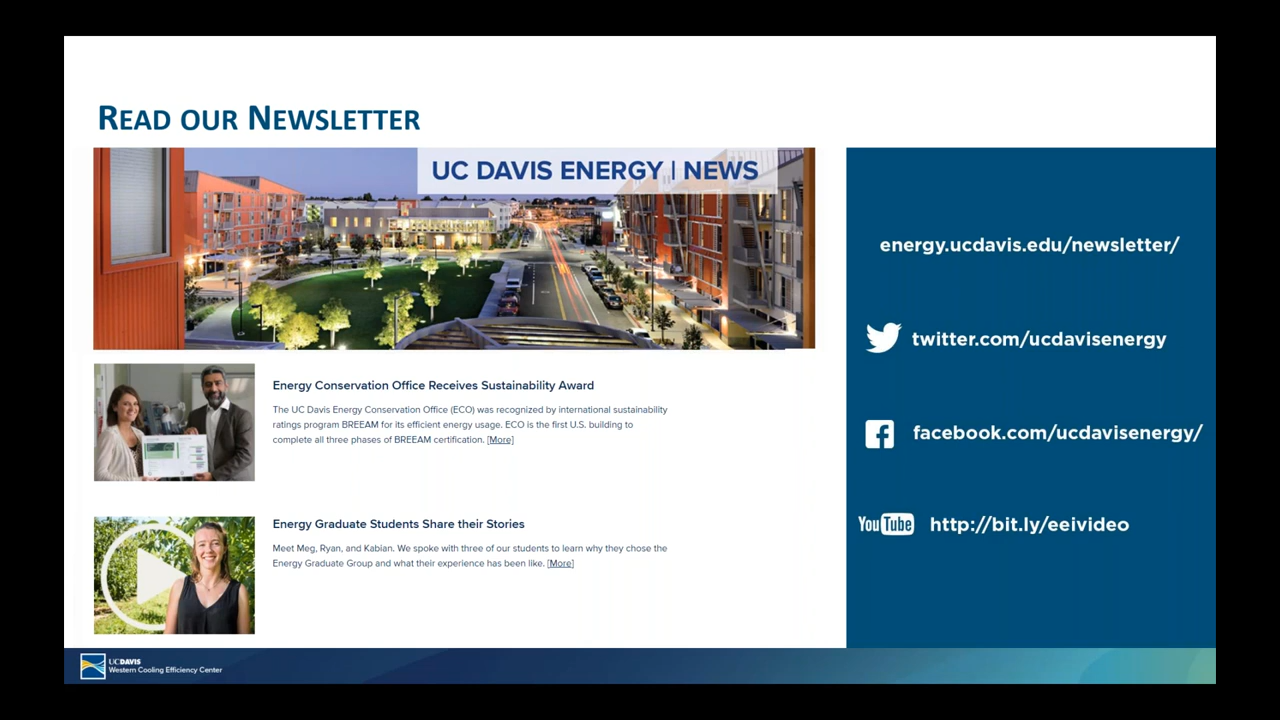 READ OUR NEWSLETTER
UC DAVIS ENERGY | NEWS
Energy Conservation Office Receives Sustainability Award
The UC Davis Energy Conservation Office (ECO) was recognized by international sustainability
ratings program BREEAM for its efficient energy usage. ECO is the first U.S. building to
complete all three phases of BREEAM certification. [More]
Energy Graduate Students Share their Stories
Meet Meg, Ryan, and Kabian. We spoke with three of our students to learn why they chose the
Energy Graduate Group and what their experience has been like. [More]
energy.ucdavis.edu/newsletter/
twitter.com/ucdavisenergy
facebook.com/ucdavisenergy/
YouTube http://bit.ly/eeivideo
UCDAVIS
Western Cooling Efficiency Center